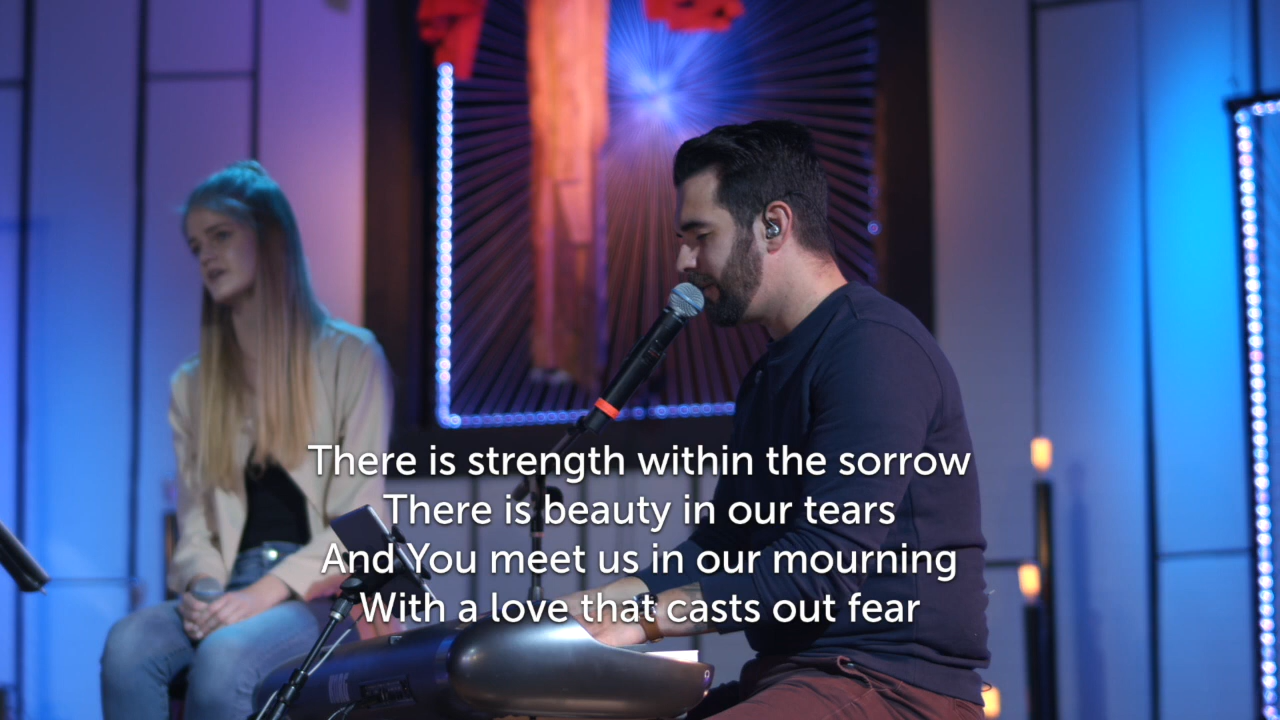 There is strength within the sorrow
There is beauty in our tears
And You meet us in our mourning
With a love that casts out fear